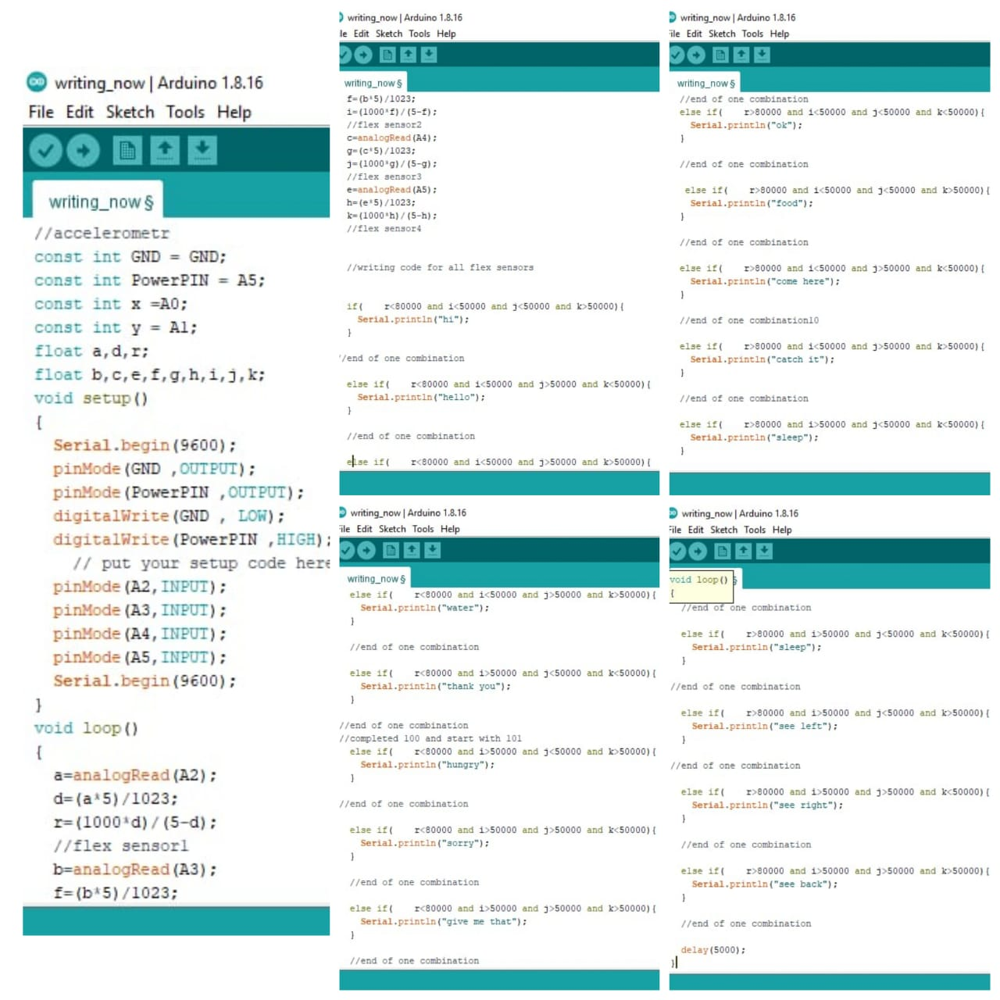 writing_now | Arduino 1.8.16
File Edit Sketch Tools Help
writing_now §
//accelerometr
const int GND = GND;
const int PowerPIN = A5;
const int x =A0;
const int y = A1;
float a,d,r;
float b,c,e,f,g,h,i,j,k;
void setup()
{
Serial.begin(9600);
pinMode(GND ,OUTPUT);
pinMode(PowerPIN ,OUTPUT);
digitalWrite(GND , LOW);
digitalWrite(PowerPIN ,HIGH);
// put your setup code here
pinMode(A2,INPUT);
pinMode(A3,INPUT);
pinMode(A4,INPUT);
pinMode(A5,INPUT);
Serial.begin(9600);
}
void loop()
{
a=analogRead(A2);
d=(a*5)/1023;
r=(1000*d)/(5-d);
//flex sensor1
b=analogRead(A3);
f=(b*5)/1023;
writing_now | Arduino 1.8.16
le Edit Sketch Tools Help
writing_now §
f=(b*5)/1023;
i=(1000*f)/(5-f);
//flex sensor2
c=analogRead(A4);
g=(c*5)/1023;
j=(1000*g)/(5-g);
//flex sensor3
e=analogRead(A5);
h=(e*5)/1023;
k=(1000*h)/(5-h);
//flex sensor4
//writing code for all flex sensors
if( r<80000 and i<50000 and j<50000 and k>50000){
Serial.println("hi");
}
//end of one combination
else if( r<80000 and i<50000 and j>50000 and k<50000){
Serial.println("hello");
}
//end of one combination
else if( r<80000 and i<50000 and j>50000 and k>50000){
writing_now | Arduino 1.8.16
File Edit Sketch Tools Help
writing_now §
//end of one combination
else if( r>80000 and i<50000 and j<50000 and k<50000){
Serial.println("ok");
}
//end of one combination
else if( r>80000 and i<50000 and j<50000 and k>50000){
Serial.println("food");
}
//end of one combination
else if( r>80000 and i<50000 and j>50000 and k<50000){
Serial.println("come here");
}
//end of one combination10
else if( r>80000 and i<50000 and j>50000 and k>50000){
Serial.println("catch it");
}
//end of one combination
else if( r>80000 and i>50000 and j<50000 and k<50000){
Serial.println("sleep");
}
writing_now | Arduino 1.8.16
File Edit Sketch Tools Help
writing_now §
else if( r<80000 and i<50000 and j>50000 and k>50000){
Serial.println("water");
}
//end of one combination
else if( r<80000 and i>50000 and j<50000 and k<50000){
Serial.println("thank you");
}
//end of one combination
//completed 100 and start with 101
else if( r<80000 and i>50000 and j<50000 and k>50000){
Serial.println("hungry");
}
//end of one combination
else if( r<80000 and i>50000 and j>50000 and k<50000){
Serial.println("sorry");
}
//end of one combination
else if( r<80000 and i>50000 and j>50000 and k>50000){
Serial.println("give me that");
}
//end of one combination
writing_now | Arduino 1.8.16
File Edit Sketch Tools Help
void loop() §
{
//end of one combination
else if( r>80000 and i>50000 and j<50000 and k<50000){
Serial.println("sleep");
}
//end of one combination
else if( r>80000 and i>50000 and j<50000 and k>50000){
Serial.println("see left");
}
//end of one combination
else if( r>80000 and i>50000 and j>50000 and k<50000){
Serial.println("see right");
}
//end of one combination
else if( r>80000 and i>50000 and j>50000 and k>50000){
Serial.println("see back");
}
//end of one combination
delay(5000);
}